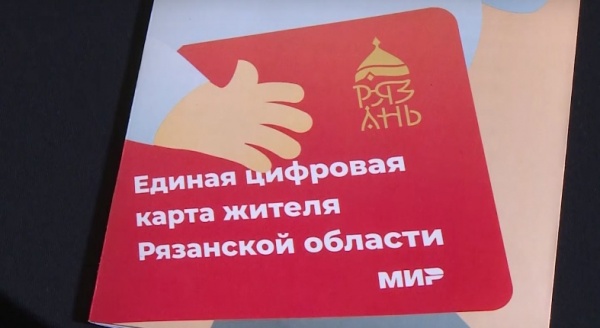 РЯЗ
АНЬ
Единая цифровая
карта жителя
Рязанской области
МИР